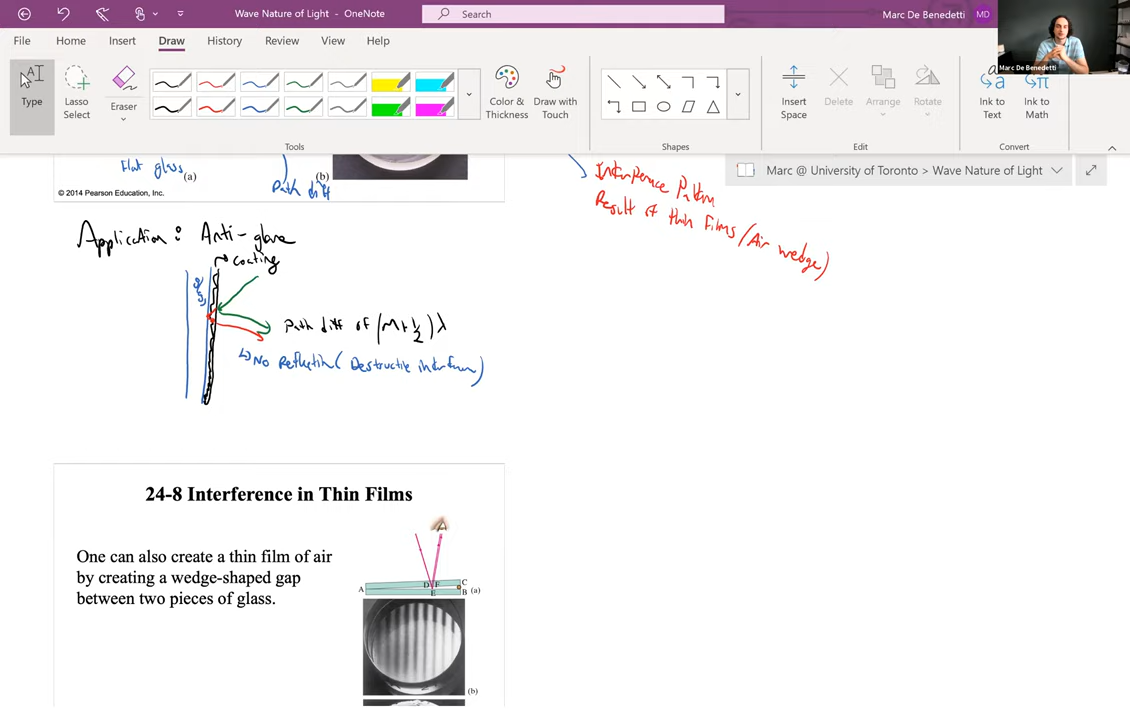 Wave Nature of Light - OneNote
Search
Marc De Benedetti
MD
Marc De Benedetti
File
Home
Insert
Draw
History
Review
View
Help
Type
Lasso Select
Eraser
Color & Thickness
Draw with Touch
Insert Space
Delete
Arrange
Rotate
Ink to Text
Ink to Math
Tools
Shapes
Edit
Convert
Marc @ University of Toronto › Wave Nature of Light
Flat glass
(a)
(b)
Path diff
© 2014 Pearson Education, Inc.
Result of thin films / Air wedge)
Application: Anti-glare
coating
Path diff of (m+1/2) λ
No Reflection (Destructive
24-8 Interference in Thin Films
One can also create a thin film of air
by creating a wedge-shaped gap
between two pieces of glass.
A
D
F
C
E
B
(a)
(b)